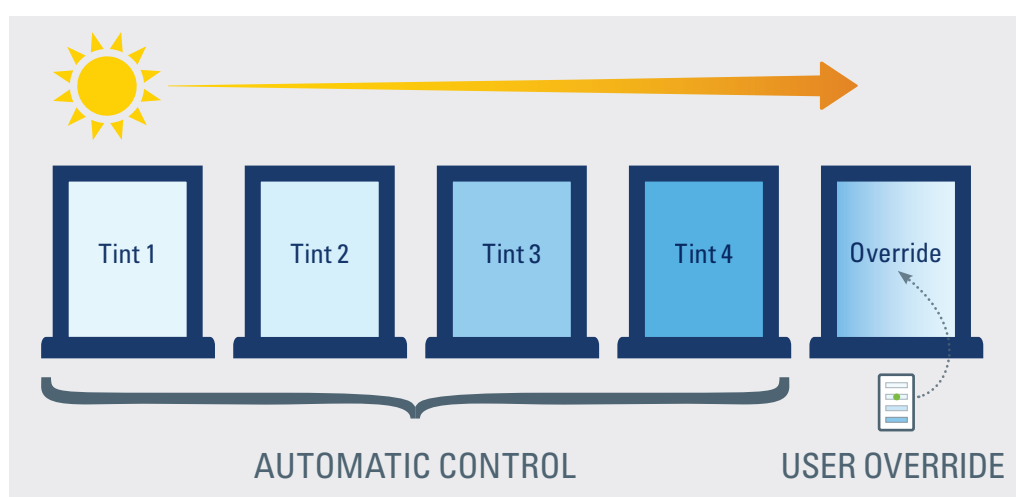 Tint 1
Tint 2
Tint 3
Tint 4
Override
AUTOMATIC CONTROL
USER OVERRIDE